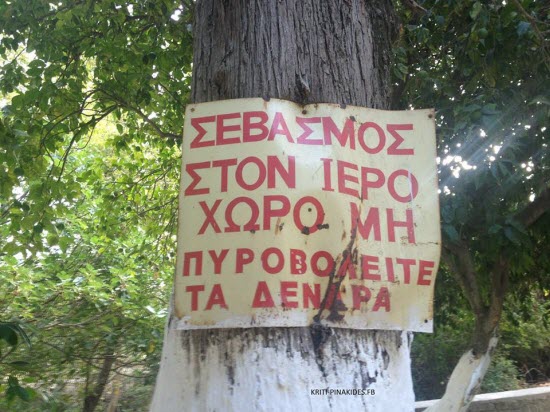 ΣΕΒΑΣΜΟΣ
ΣΤΟΝ ΙΕΡΟ
ΧΩΡΟ ΜΗ
ΠΥΡΟΒΟΛΕΙΤΕ
ΤΑ ΔΕΝΔΡΑ
KRITI-PINAKIDES.FB